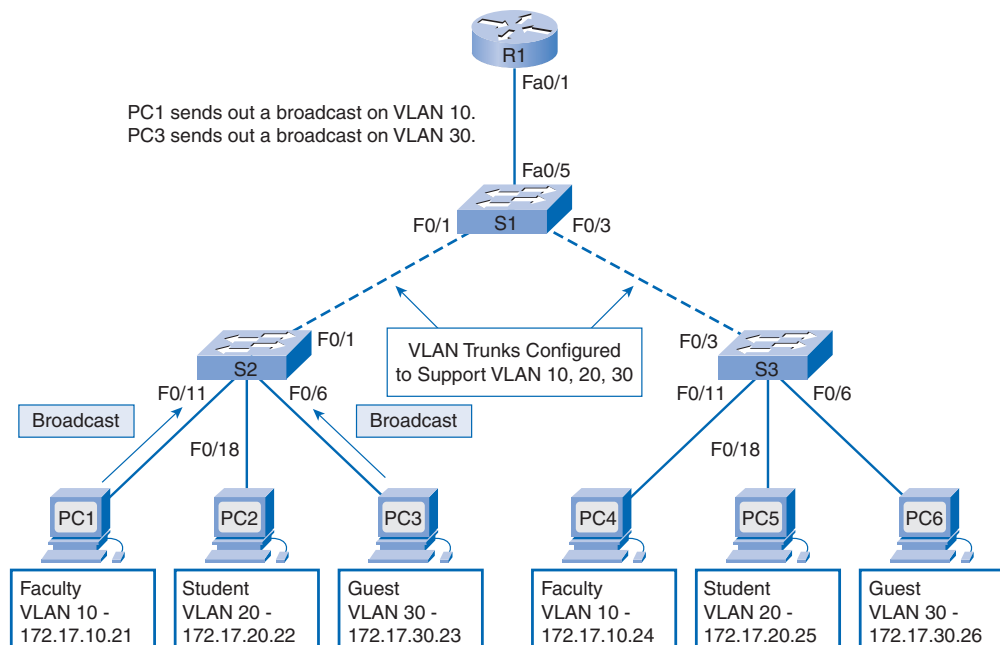 R1
Fa0/1
PC1 sends out a broadcast on VLAN 10.
PC3 sends out a broadcast on VLAN 30.
Fa0/5
F0/1
S1
F0/3
F0/1
VLAN Trunks Configured
to Support VLAN 10, 20, 30
F0/3
S2
S3
F0/11
F0/6
F0/11
F0/6
Broadcast
Broadcast
F0/18
F0/18
PC1
PC2
PC3
PC4
PC5
PC6
Faculty
VLAN 10 -
172.17.10.21
Student
VLAN 20 -
172.17.20.22
Guest
VLAN 30 -
172.17.30.23
Faculty
VLAN 10 -
172.17.10.24
Student
VLAN 20 -
172.17.20.25
Guest
VLAN 30 -
172.17.30.26